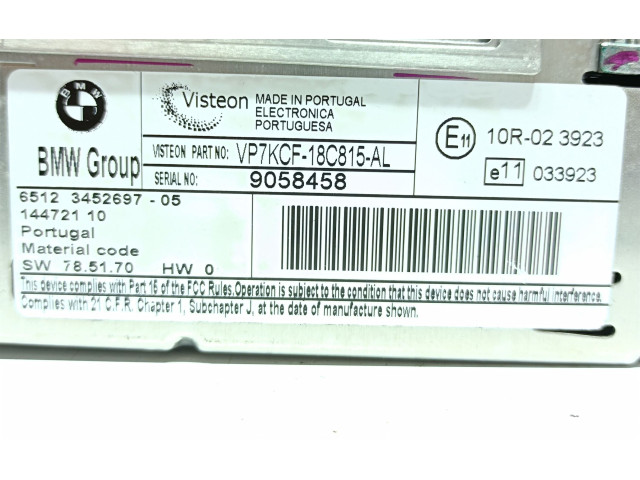 BMW
BMW Group
Visteon
MADE IN PORTUGAL
ELECTRONICA
PORTUGUESA
VISTEON PART NO: VP7KCF-18C815-AL
SERIAL NO: 9058458
E11 10R-02 3923
e11 033923
6512 3452697 - 05
144721 10
Portugal
Material code
SW 78.51.70 HW 0
This device complies with Part 15 of the FCC Rules.Operation is subject to the condition that this device does not cause harmful interference.
Complies with 21 C.F.R. Chapter 1, Subchapter J, at the date of manufacture shown.